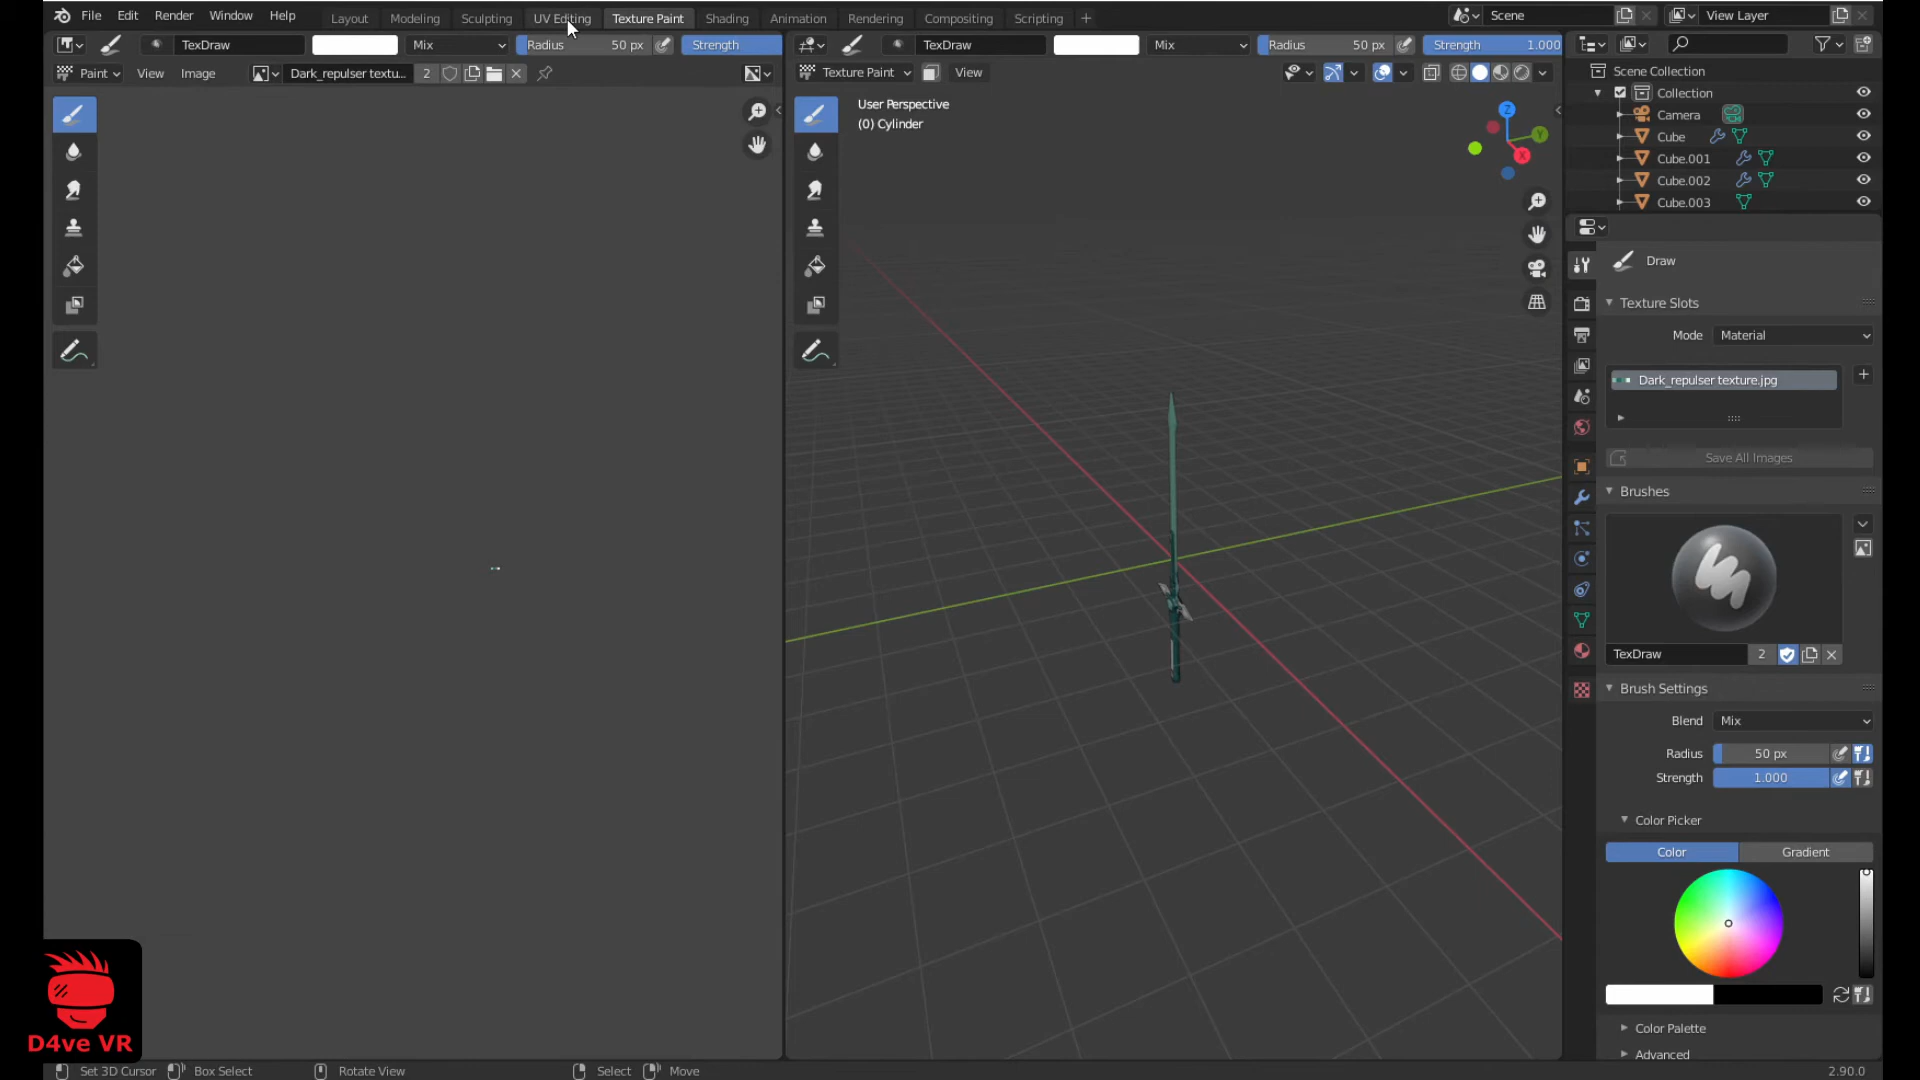 File Edit Render Window Help Layout Modeling Sculpting UV Editing Texture Paint Shading Animation Rendering Compositing Scripting + Scene View Layer
TexDraw Mix Radius 50 px Strength TexDraw Mix Radius 50 px Strength 1.000
Paint View Image Dark_repulser textu... 2 Texture Paint View
User Perspective
(0) Cylinder
Z
Y
X
Scene Collection
Collection
Camera
Cube
Cube.001
Cube.002
Cube.003
Draw
Texture Slots
Mode Material
Dark_repulser texture.jpg
Save All Images
Brushes
TexDraw 2
Brush Settings
Blend Mix
Radius 50 px
Strength 1.000
Color Picker
Color Gradient
Color Palette
Advanced
D4ve VR
Set 3D Cursor Box Select Rotate View Select Move 2.90.0